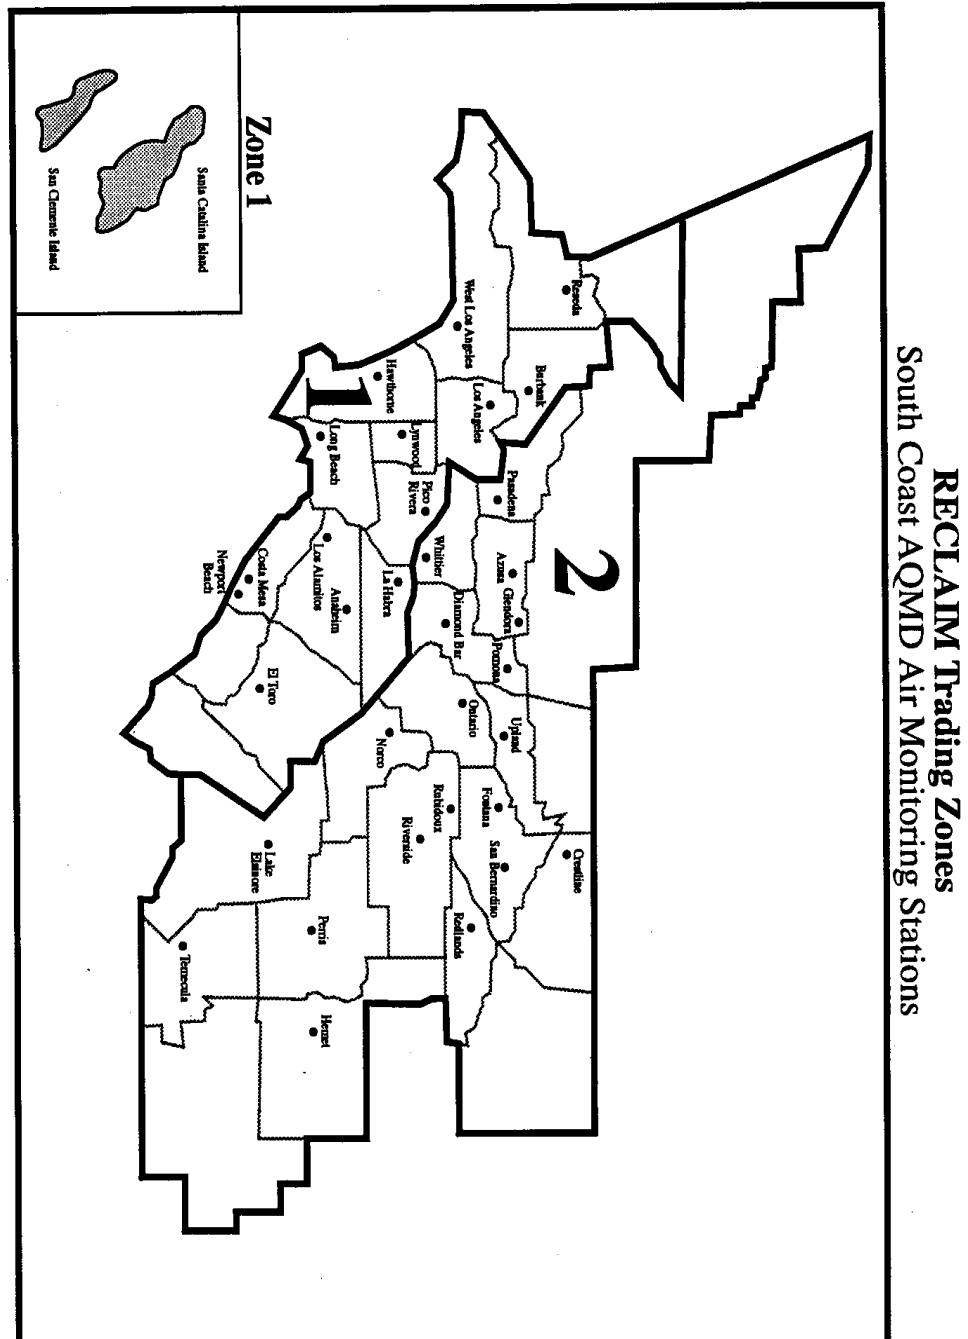 RECLAIM Trading Zones
South Coast AQMD Air Monitoring Stations
2
Crestline
Reseda
Burbank
Pasadena
Azusa
Glendora
Pomona
Upland
Fontana
San Bernardino
Redlands
West Los Angeles
Los Angeles
Whittier
Diamond Bar
Ontario
Rubidoux
Riverside
Hawthorne
Lynwood
Pico
Rivera
La Habra
Norco
1
Long Beach
Los Alamitos
Anaheim
Perris
Hemet
Costa Mesa
Newport
Beach
El Toro
Lake
Elsinore
Temecula
Zone 1
Santa Catalina Island
San Clemente Island